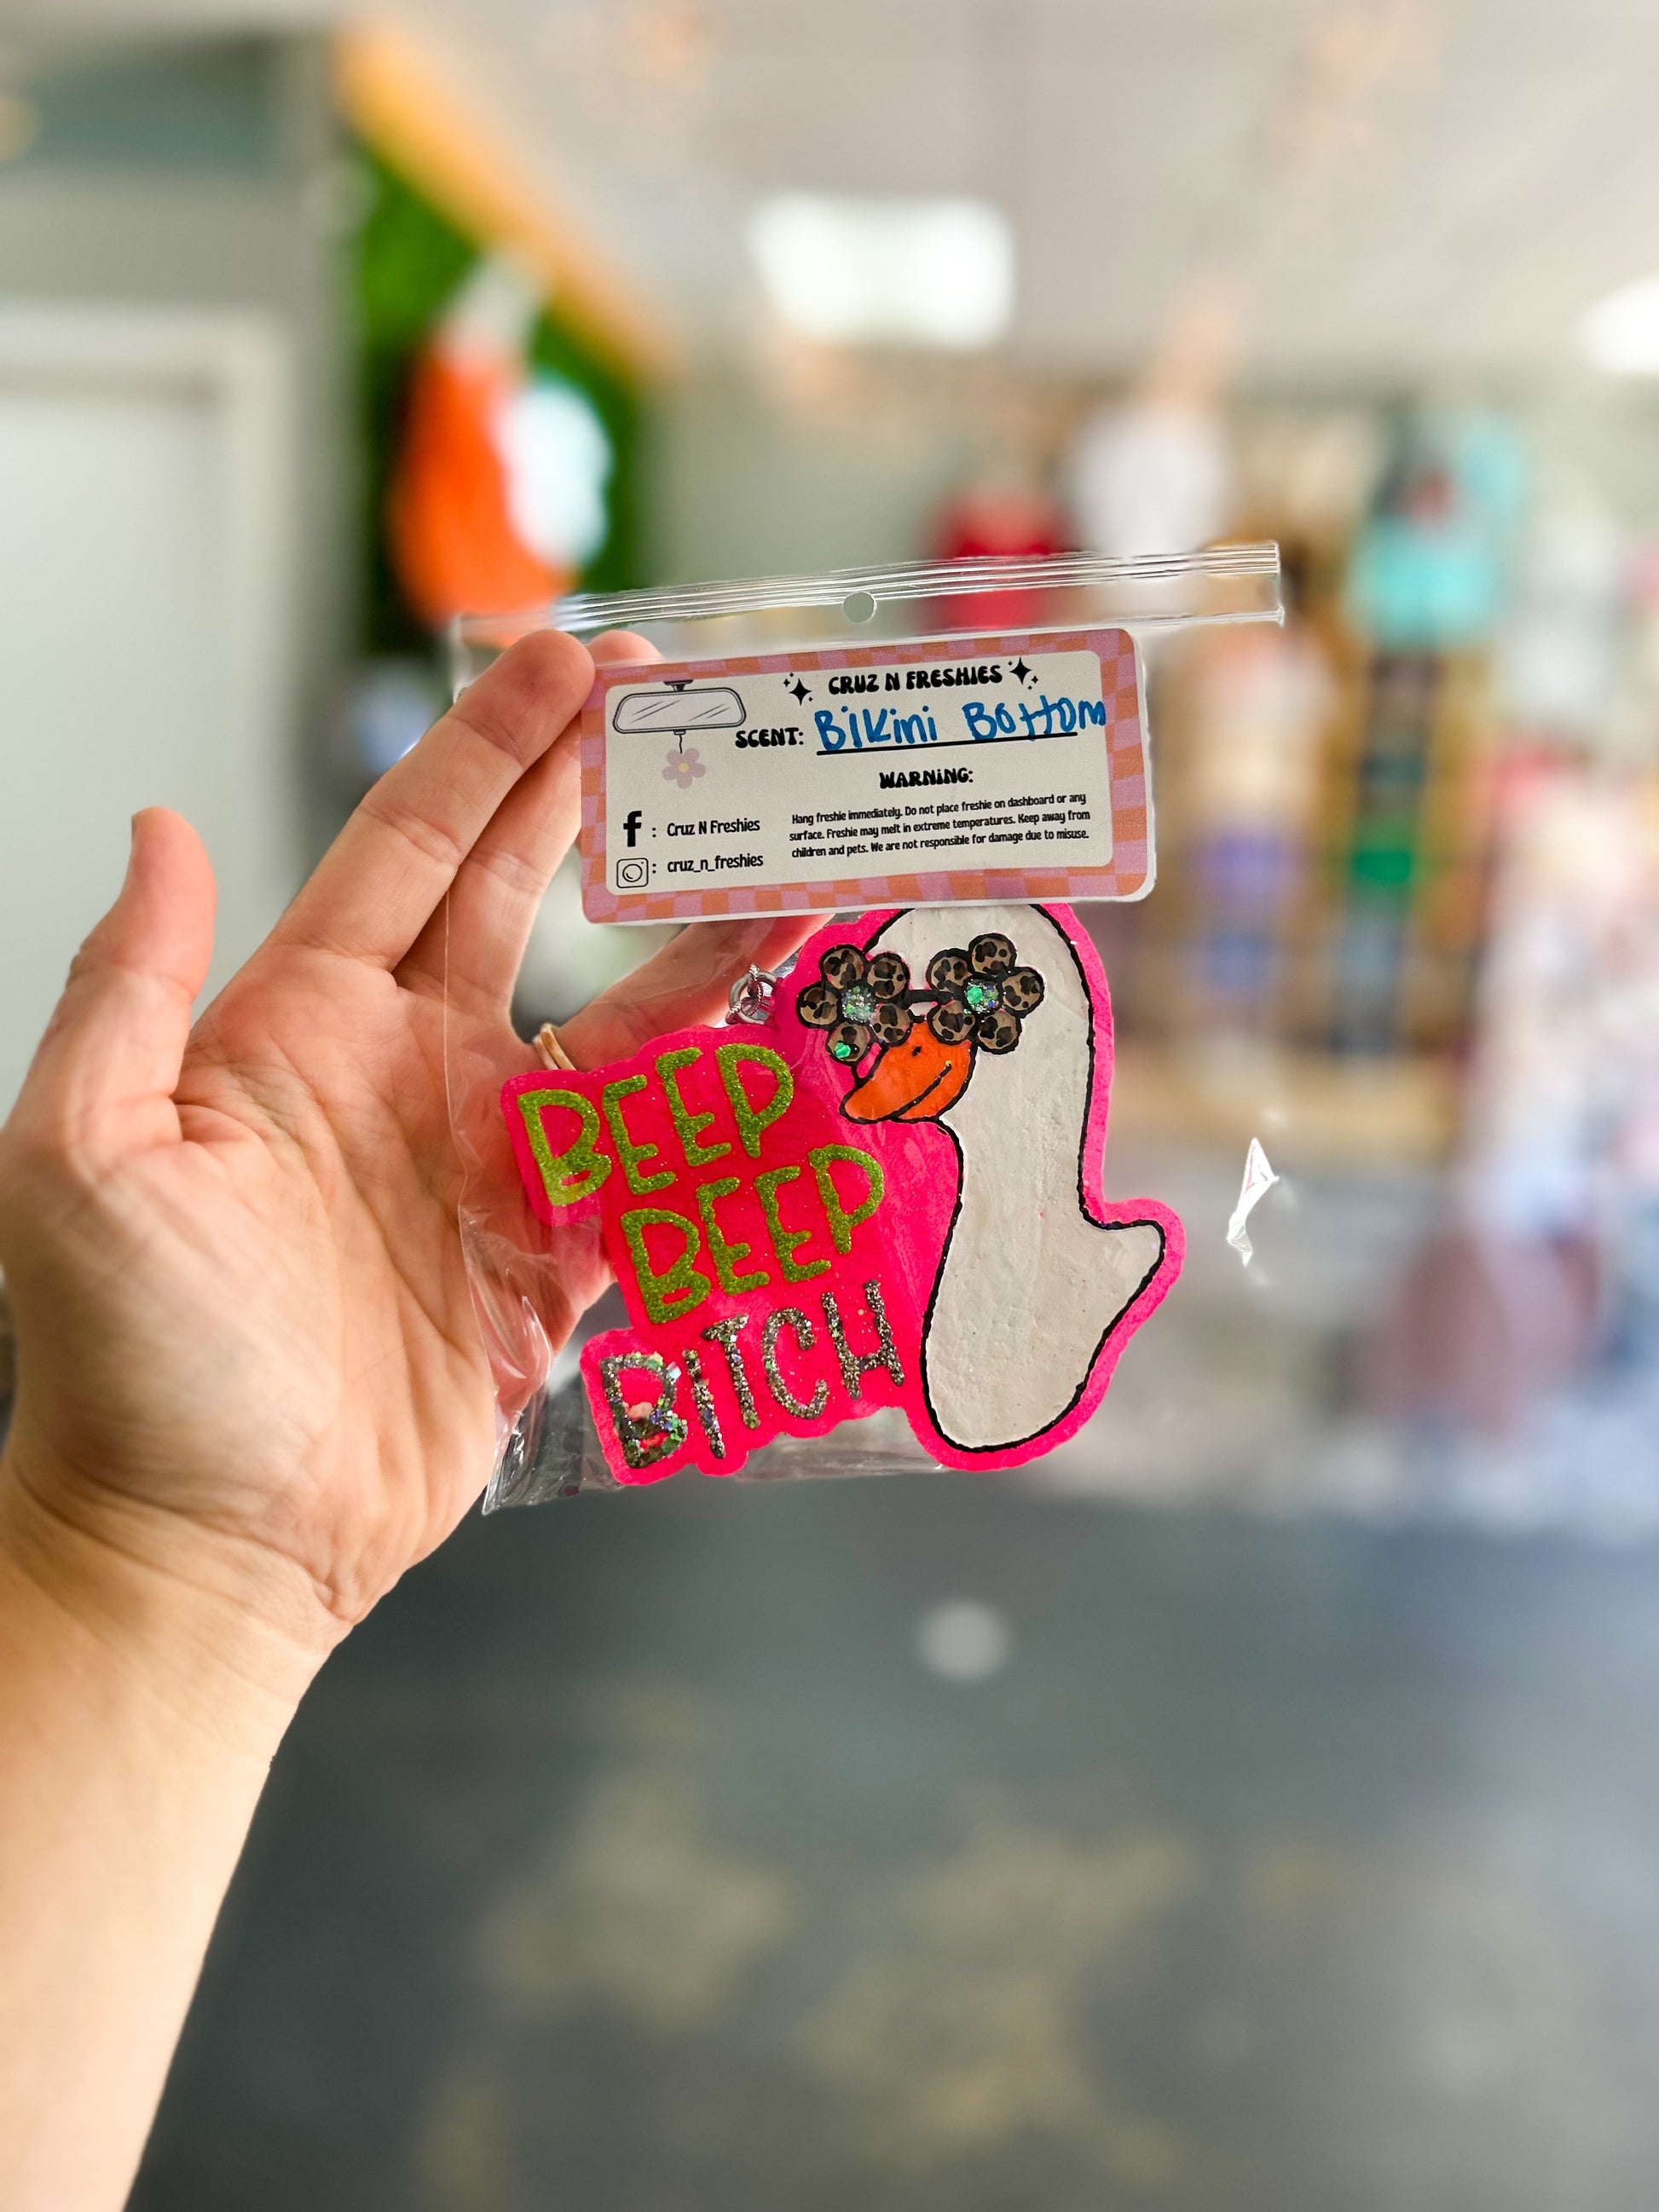 CRUZ N FRESHIES
SCENT: Bikini Bottom
WARNING:
Hang freshie immediately. Do not place freshie on dashboard or any
surface. Freshie may melt in extreme temperatures. Keep away from
children and pets. We are not responsible for damage due to misuse.
f : Cruz N Freshies
: cruz_n_freshies
BEEP
BEEP
BITCH